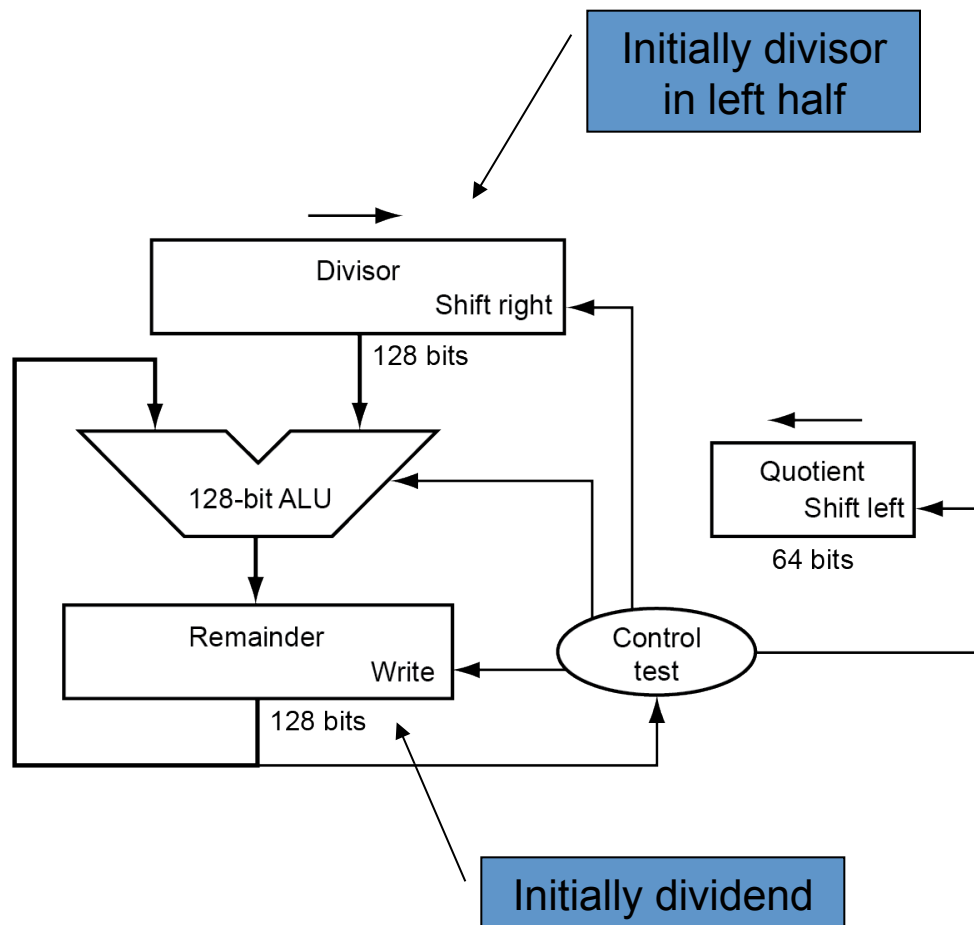 Initially divisor
in left half
Divisor
Shift right
128 bits
128-bit ALU
Quotient
Shift left
64 bits
Remainder
Write
Control
test
128 bits
Initially dividend